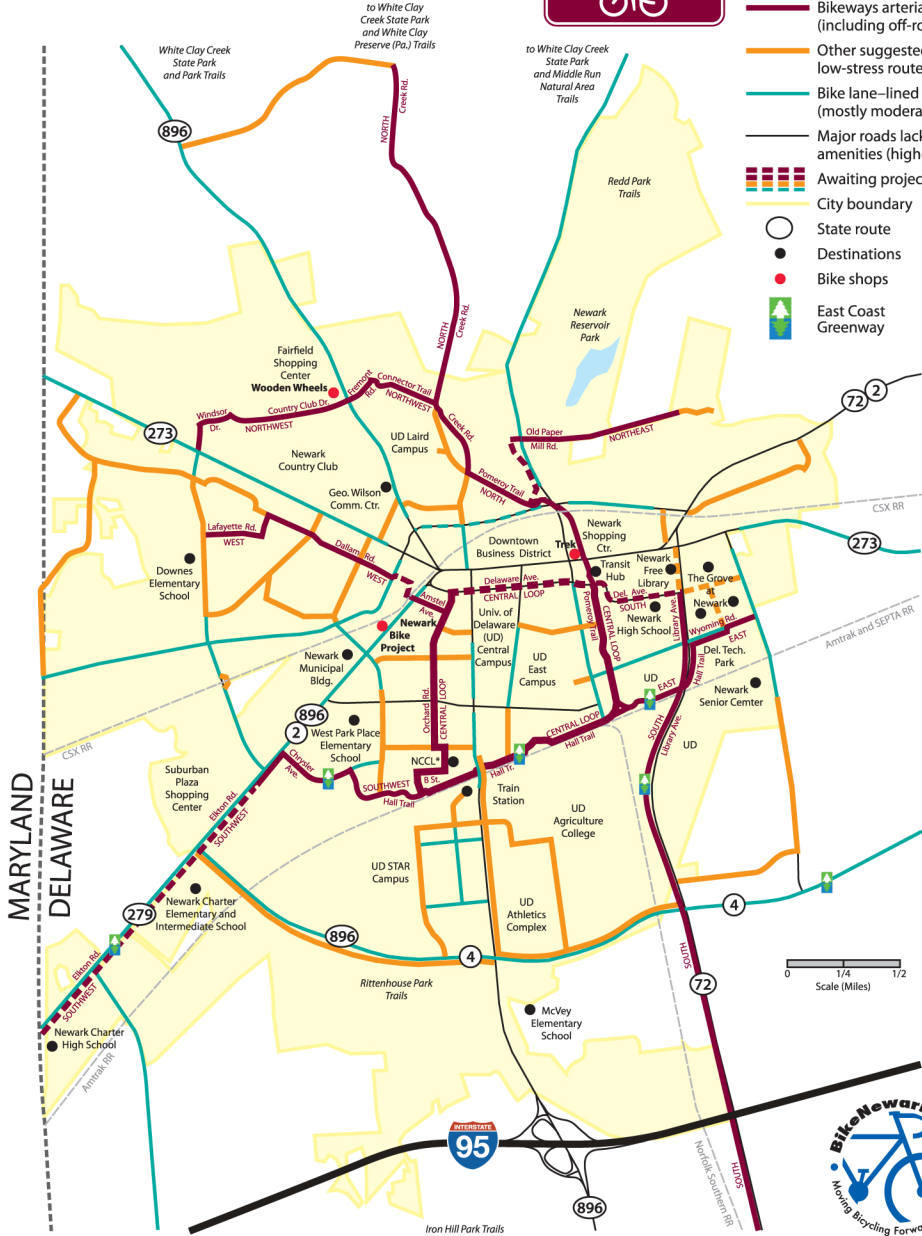 to White Clay
Creek State Park
and White Clay
Preserve (Pa.) Trails
White Clay Creek
State Park
and Park Trails
to White Clay Creek
State Park
and Middle Run
Natural Area
Trails
Bikeways arteria
(including off-ro
Other suggested
low-stress route
Bike lane–lined
(mostly modera
Major roads lack
amenities (highe
Awaiting projec
City boundary
State route
Destinations
Bike shops
East Coast
Greenway
896
NORTH
Creek Rd.
Redd Park
Trails
Newark
Reservoir
Park
NORTH
Creek Rd.
Fairfield
Shopping
Center
Wooden Wheels
Fremont
Rd.
Connector Trail
NORTHWEST
Windsor
Dr.
Country Club Dr.
NORTHWEST
Creek Rd.
72
2
273
UD Laird
Campus
Old Paper
Mill Rd.
NORTHEAST
Newark
Country Club
Geo. Wilson
Comm. Ctr.
Pomeroy Trail
NORTH
CSX RR
Lafayette Rd.
WEST
Dallam Rd.
WEST
Downtown
Business District
Trek
Newark
Shopping
Ctr.
Transit
Hub
Newark
Free
Library
The Grove
at
Newark
273
Downes
Elementary
School
Amstel
Ave.
Delaware Ave.
CENTRAL LOOP
Del. Ave.
SOUTH
Newark
High School
Library Ave.
Wyoming Rd.
EAST
Newark
Bike
Project
Univ. of
Delaware
(UD)
Central
Campus
Pomeroy Trail
CENTRAL LOOP
Amtrak and SEPTA RR
Newark
Municipal
Bldg.
UD
East
Campus
UD
EAST
Hall Trail
Del. Tech.
Park
Newark
Senior Cemter
896
2
Orchard Rd.
CENTRAL LOOP
CSX RR
West Park Place
Elementary
School
CENTRAL LOOP
Hall Trail
SOUTH
Library Ave.
UD
Chrysler
Ave.
NCCL*
B St.
Hall Tr.
SOUTHWEST
Hall Trail
Train
Station
Suburban
Plaza
Shopping
Center
Elkton Rd.
SOUTHWEST
UD
Agriculture
College
MARYLAND
DELAWARE
UD STAR
Campus
Newark Charter
Elementary and
Intermediate School
279
UD
Athletics
Complex
4
896
4
Elkton Rd.
SOUTHWEST
SOUTH
72
Rittenhouse Park
Trails
0
1/4
1/2
Scale (Miles)
McVey
Elementary
School
Newark Charter
High School
Amtrak RR
INTERSTATE
95
Norfolk Southern RR
SOUTH
896
Iron Hill Park Trails
BikeNewar
Moving Bicycling Forwa